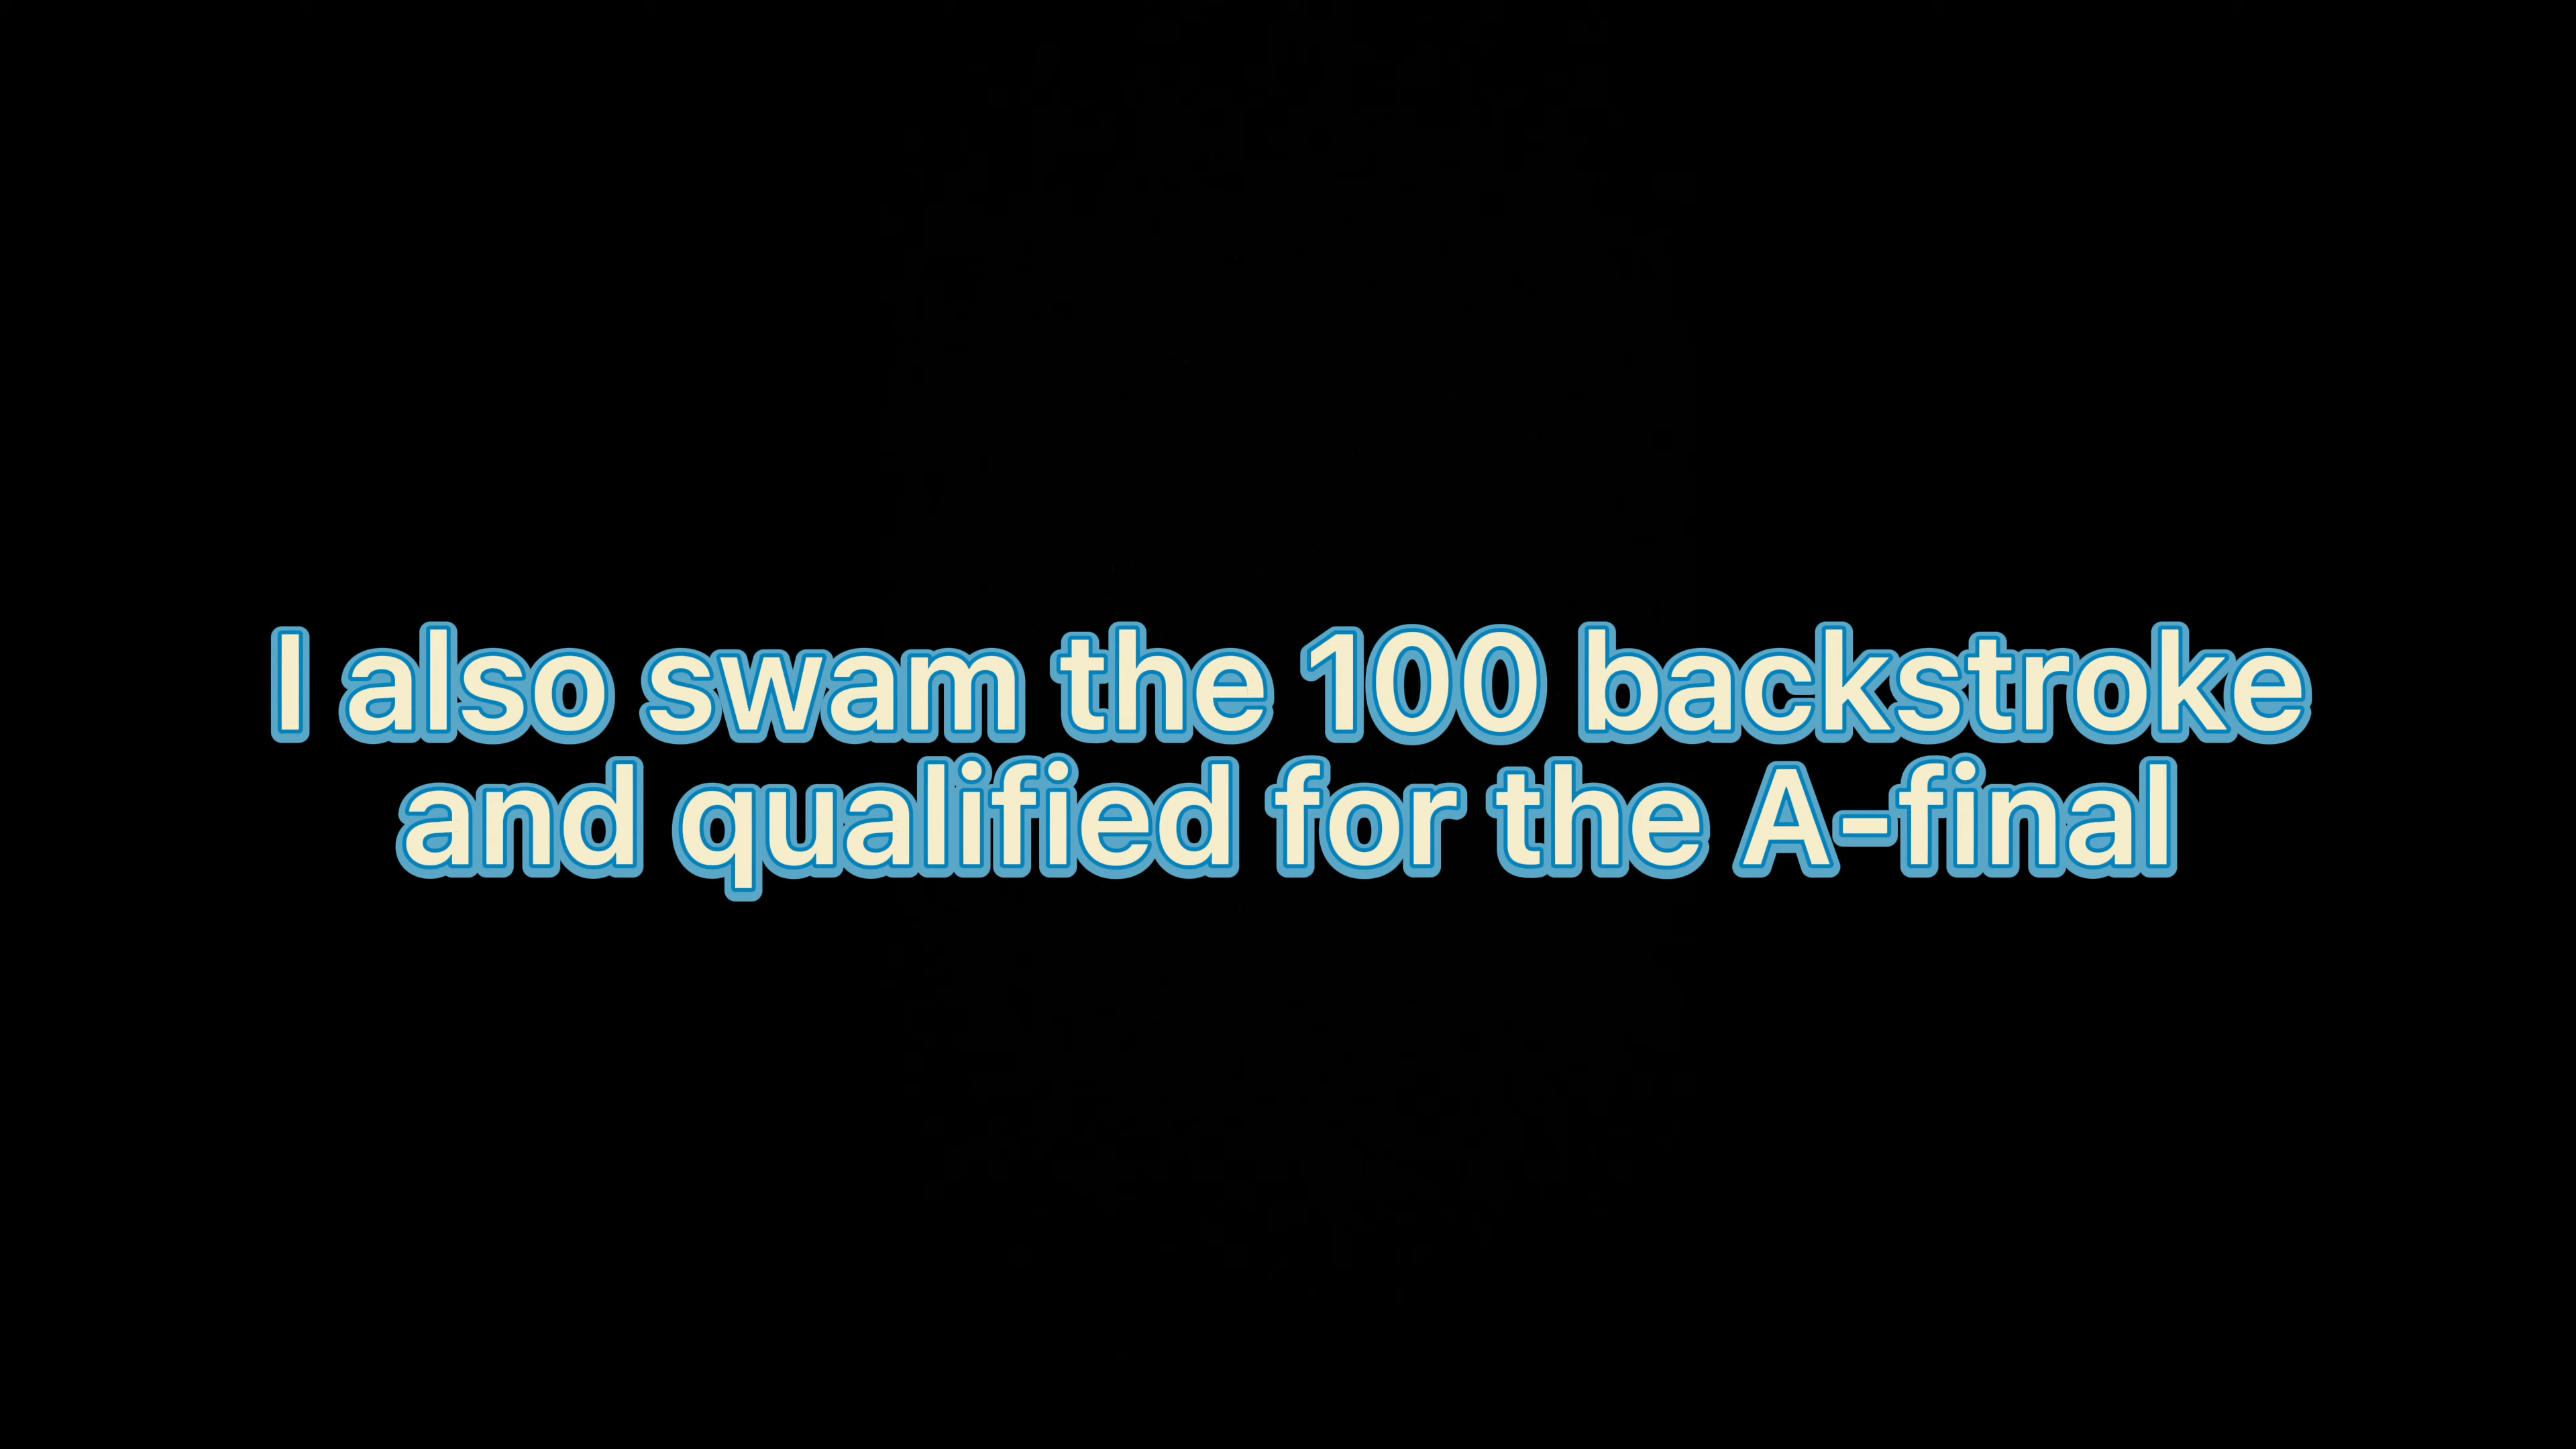 I also swam the 100 backstroke
and qualified for the A-final